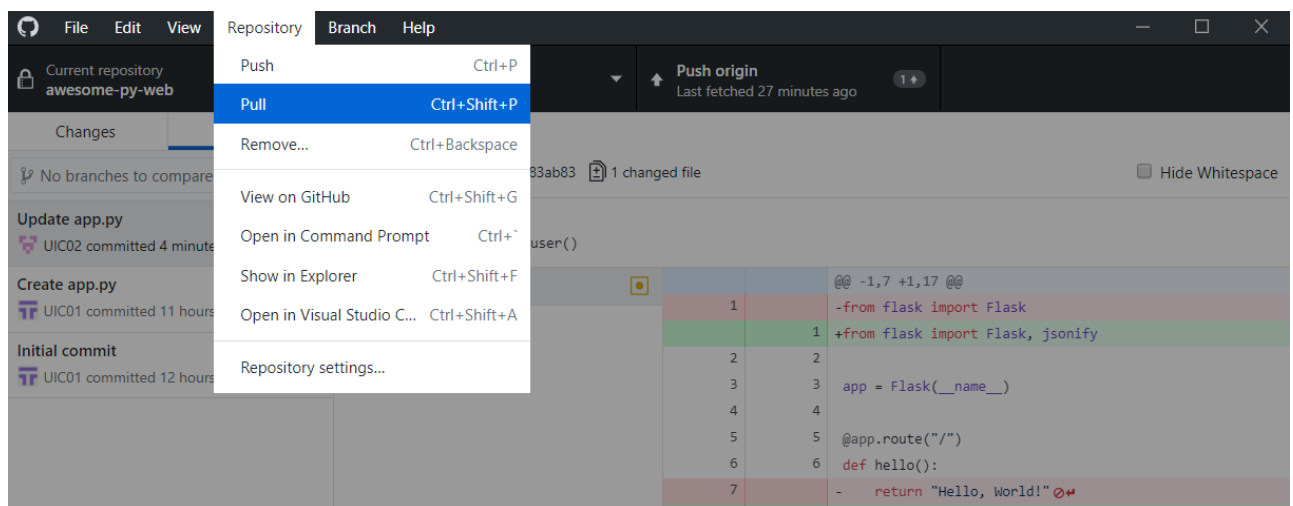 File Edit View Repository Branch Help
Current repository
awesome-py-web
Push origin
Last fetched 27 minutes ago
1
Push Ctrl+P
Pull Ctrl+Shift+P
Remove... Ctrl+Backspace
View on GitHub Ctrl+Shift+G
Open in Command Prompt Ctrl+`
Show in Explorer Ctrl+Shift+F
Open in Visual Studio C... Ctrl+Shift+A
Repository settings...
Changes
No branches to compare
Update app.py
UIC02 committed 4 minute
Create app.py
UIC01 committed 11 hours
Initial commit
UIC01 committed 12 hours
83ab83 1 changed file
Hide Whitespace
user()
@@ -1,7 +1,17 @@
1 -from flask import Flask
1 +from flask import Flask, jsonify
2 2
3 3 app = Flask(__name__)
4 4
5 5 @app.route("/")
6 6 def hello():
7 - return "Hello, World!"